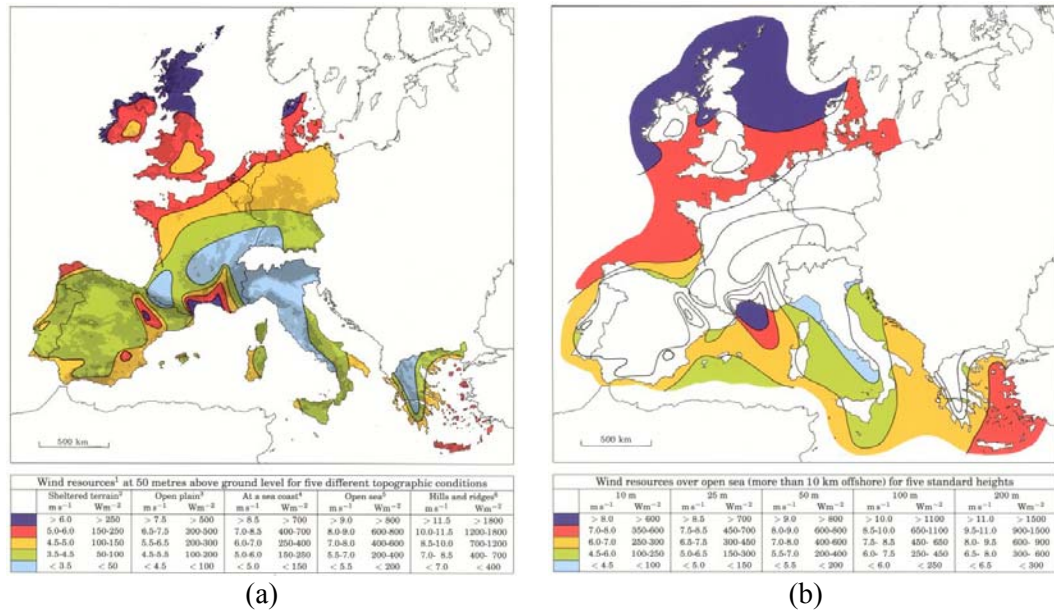 500 km
Wind resources¹ at 50 metres above ground level for five different topographic conditions
Sheltered terrain² Open plain³ At a sea coast⁴ Open sea⁵ Hills and ridges⁶
m s⁻¹ Wm⁻² m s⁻¹ Wm⁻² m s⁻¹ Wm⁻² m s⁻¹ Wm⁻² m s⁻¹ Wm⁻²
> 6.0 > 250 > 7.5 > 500 > 8.5 > 700 > 9.0 > 800 > 11.5 > 1800
5.0-6.0 150-250 6.5-7.5 300-500 7.0-8.5 400-700 8.0-9.0 600-800 10.0-11.5 1200-1800
4.5-5.0 100-150 5.5-6.5 200-300 6.0-7.0 250-400 7.0-8.0 400-600 8.5-10.0 700-1200
3.5-4.5 50-100 4.5-5.5 100-200 5.0-6.0 150-250 5.5-7.0 200-400 7.0- 8.5 400- 700
< 3.5 < 50 < 4.5 < 100 < 5.0 < 150 < 5.5 < 200 < 7.0 < 400
(a)
500 km
Wind resources over open sea (more than 10 km offshore) for five standard heights
10 m 25 m 50 m 100 m 200 m
m s⁻¹ Wm⁻² m s⁻¹ Wm⁻² m s⁻¹ Wm⁻² m s⁻¹ Wm⁻² m s⁻¹ Wm⁻²
> 8.0 > 600 > 8.5 > 700 > 9.0 > 800 > 10.0 > 1100 > 11.0 > 1500
7.0-8.0 350-600 7.5-8.5 450-700 8.0-9.0 600-800 8.5-10.0 650-1100 9.5-11.0 900-1500
6.0-7.0 250-300 6.5-7.5 300-450 7.0-8.0 400-600 7.5- 8.5 450- 650 8.0- 9.5 600- 900
4.5-6.0 100-250 5.0-6.5 150-300 5.5-7.0 200-400 6.0- 7.5 250- 450 6.5- 8.0 300- 600
< 4.5 < 100 < 5.0 < 150 < 5.5 < 200 < 6.0 < 250 < 6.5 < 300
(b)